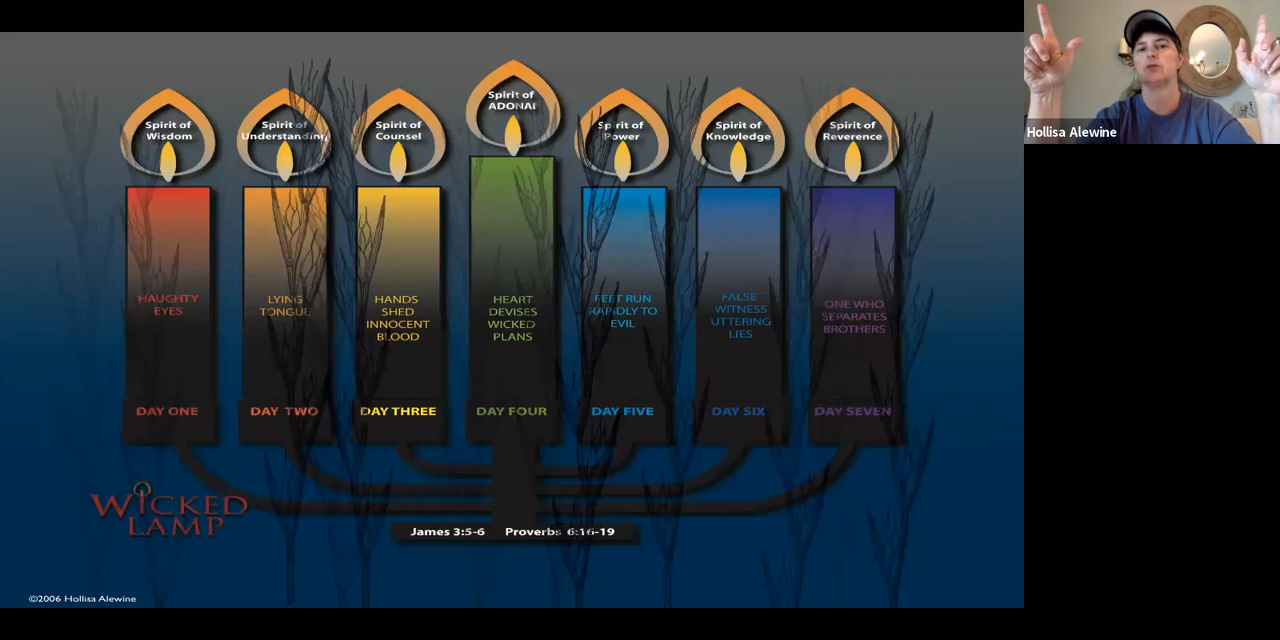 Spirit of
Wisdom
Spirit of
Understanding
Spirit of
Counsel
Spirit of
ADONAI
Spirit of
Power
Spirit of
Knowledge
Spirit of
Reverence
HAUGHTY
EYES
LYING
TONGUE
HANDS
SHED
INNOCENT
BLOOD
HEART
DEVISES
WICKED
PLANS
FEET RUN
RAPIDLY TO
EVIL
FALSE
WITNESS
UTTERING
LIES
ONE WHO
SEPARATES
BROTHERS
DAY ONE
DAY TWO
DAY THREE
DAY FOUR
DAY FIVE
DAY SIX
DAY SEVEN
WICKED
LAMP
James 3:5-6 Proverbs 6:16-19
©2006 Hollisa Alewine
Hollisa Alewine